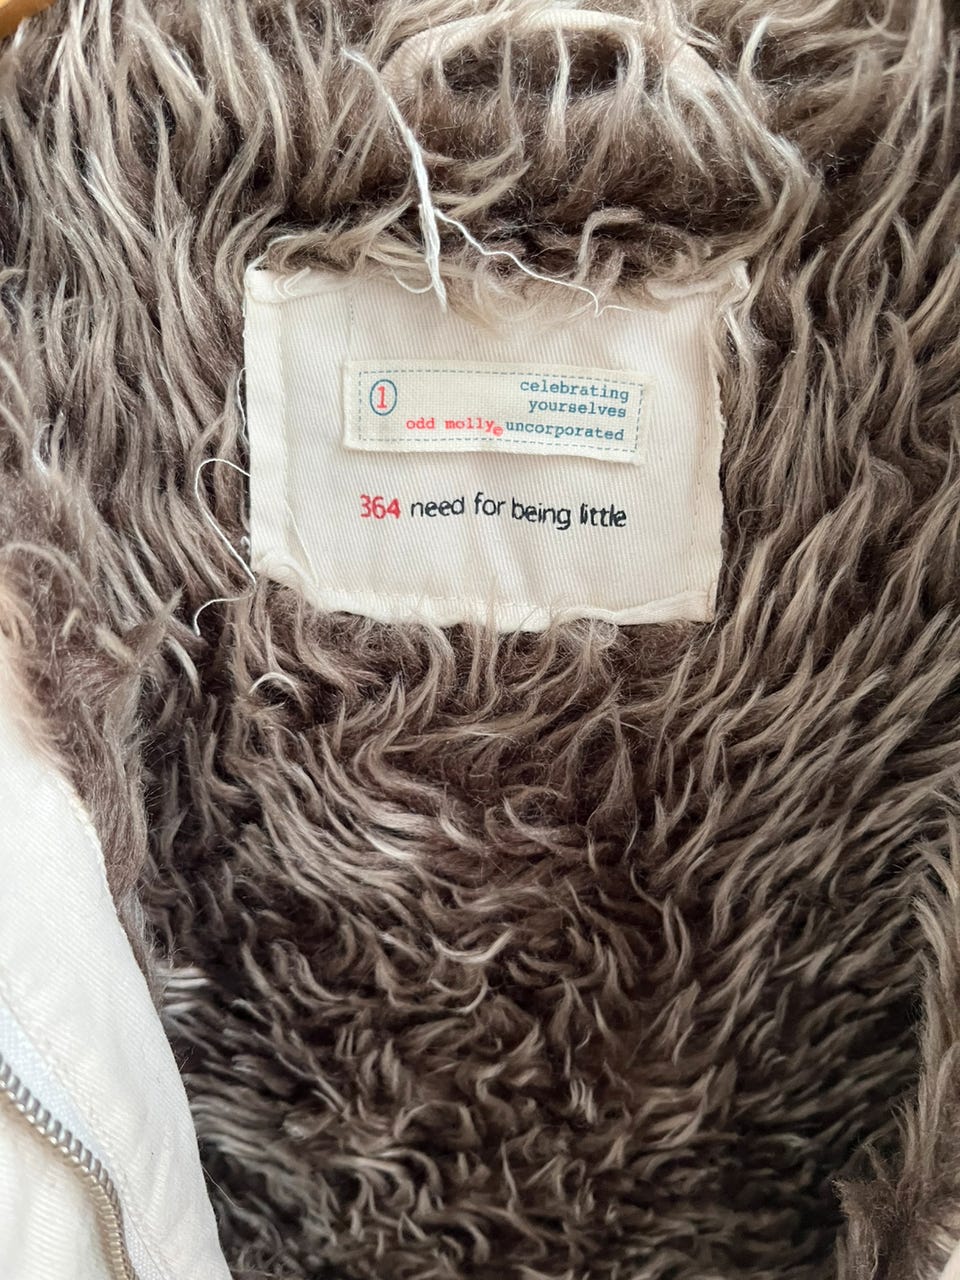 1
celebrating
yourselves
odd molly© uncorporated
364 need for being little